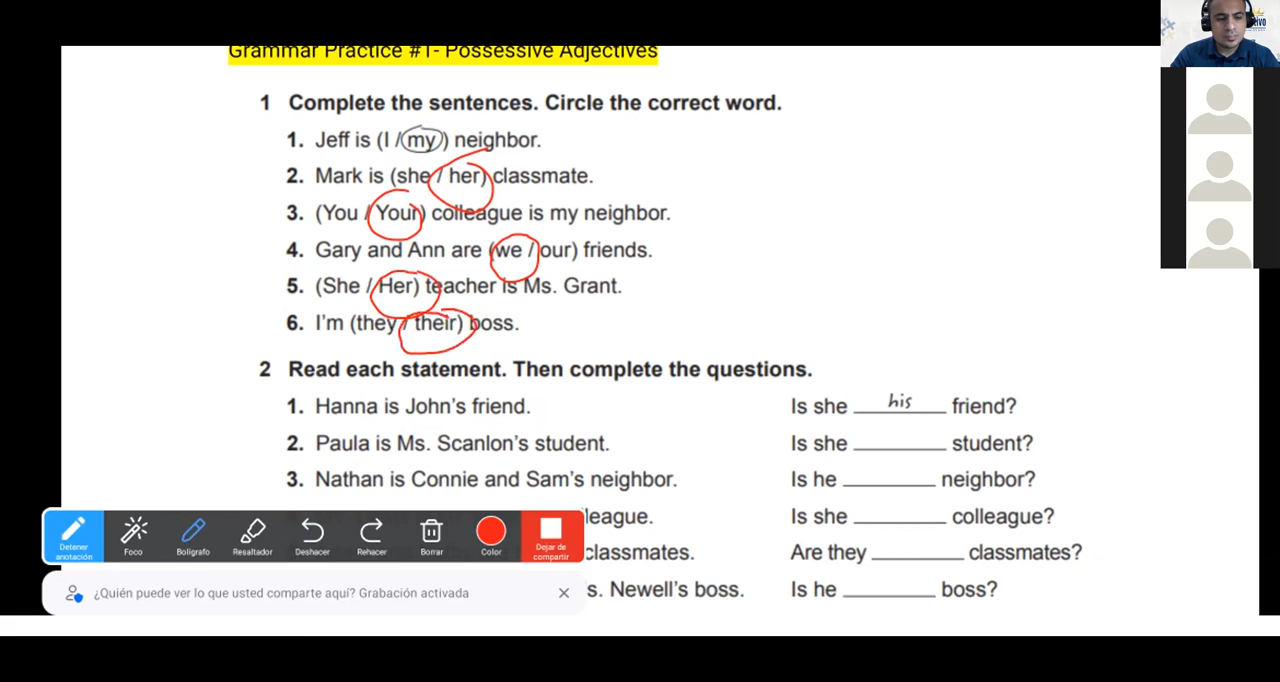 Grammar Practice #1- Possessive Adjectives
1 Complete the sentences. Circle the correct word.
1. Jeff is (I / my) neighbor.
2. Mark is (she / her) classmate.
3. (You / Your) colleague is my neighbor.
4. Gary and Ann are (we / our) friends.
5. (She / Her) teacher is Ms. Grant.
6. I'm (they / their) boss.
2 Read each statement. Then complete the questions.
1. Hanna is John's friend. Is she his friend?
2. Paula is Ms. Scanlon's student. Is she ______ student?
3. Nathan is Connie and Sam's neighbor. Is he ______ neighbor?
league. Is she ______ colleague?
classmates. Are they ______ classmates?
s. Newell's boss. Is he ______ boss?
Detener anotación Foco Bolígrafo Resaltador Deshacer Rehacer Borrar Color Dejar de compartir
¿Quién puede ver lo que usted comparte aquí? Grabación activada